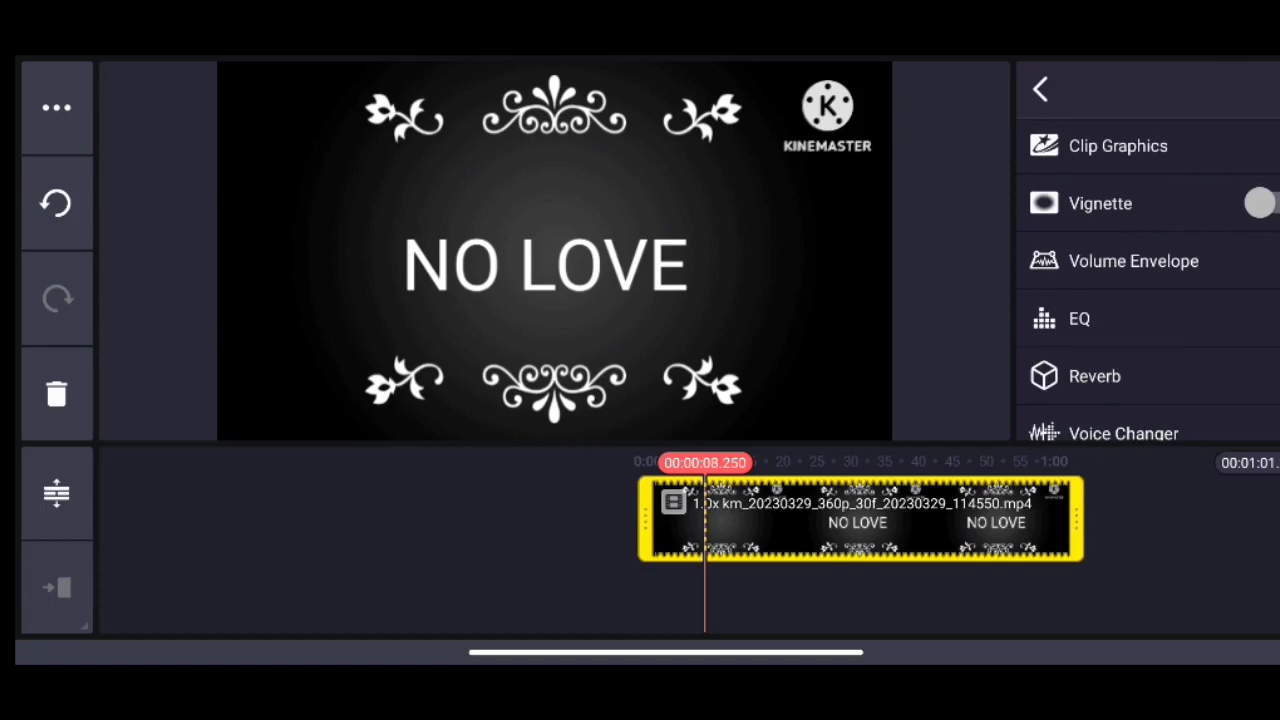 K
KINEMASTER
NO LOVE
Clip Graphics
Vignette
Volume Envelope
EQ
Reverb
Voice Changer
00:00:08.250
20 25 30 35 40 45 50 55 1:00
00:01:01.
1.0x km_20230329_360p_30f_20230329_114550.mp4
NO LOVE NO LOVE